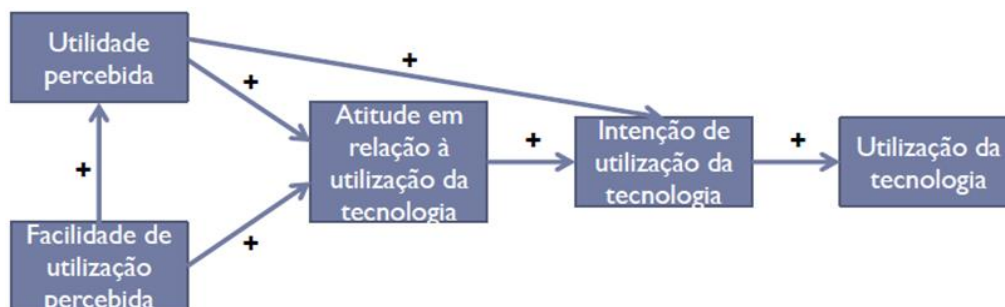 Utilidade
percebida
+
+
Atitude em
relação à
utilização da
tecnologia
+
Intenção de
utilização da
tecnologia
+
Utilização da
tecnologia
+
+
Facilidade de
utilização
percebida